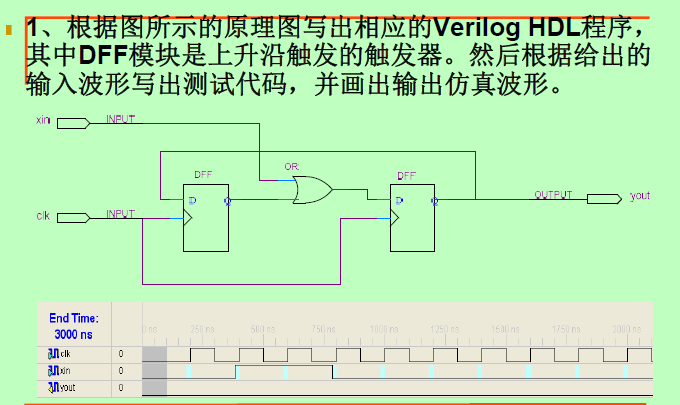 1、根据图所示的原理图写出相应的Verilog HDL程序，
其中DFF模块是上升沿触发的触发器。然后根据给出的
输入波形写出测试代码，并画出输出仿真波形。
xin INPUT
OR
DFF DFF
D Q D Q
OUTPUT yout
clk INPUT
End Time:
3000 ns
0 ns 250 ns 500 ns 750 ns 1000 ns 1250 ns 1500 ns 1750 ns 2000 ns
clk 0
xin 0
yout 0